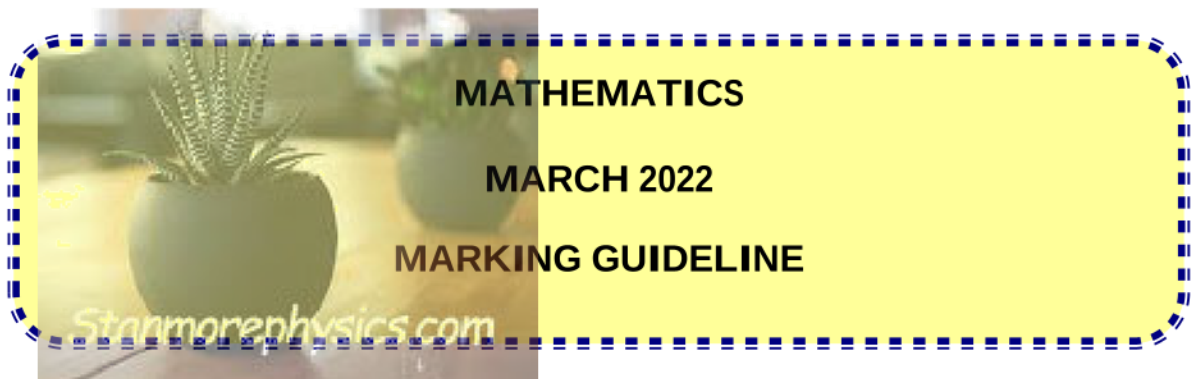 MATHEMATICS
MARCH 2022
MARKING GUIDELINE
Stanmorephysics.com